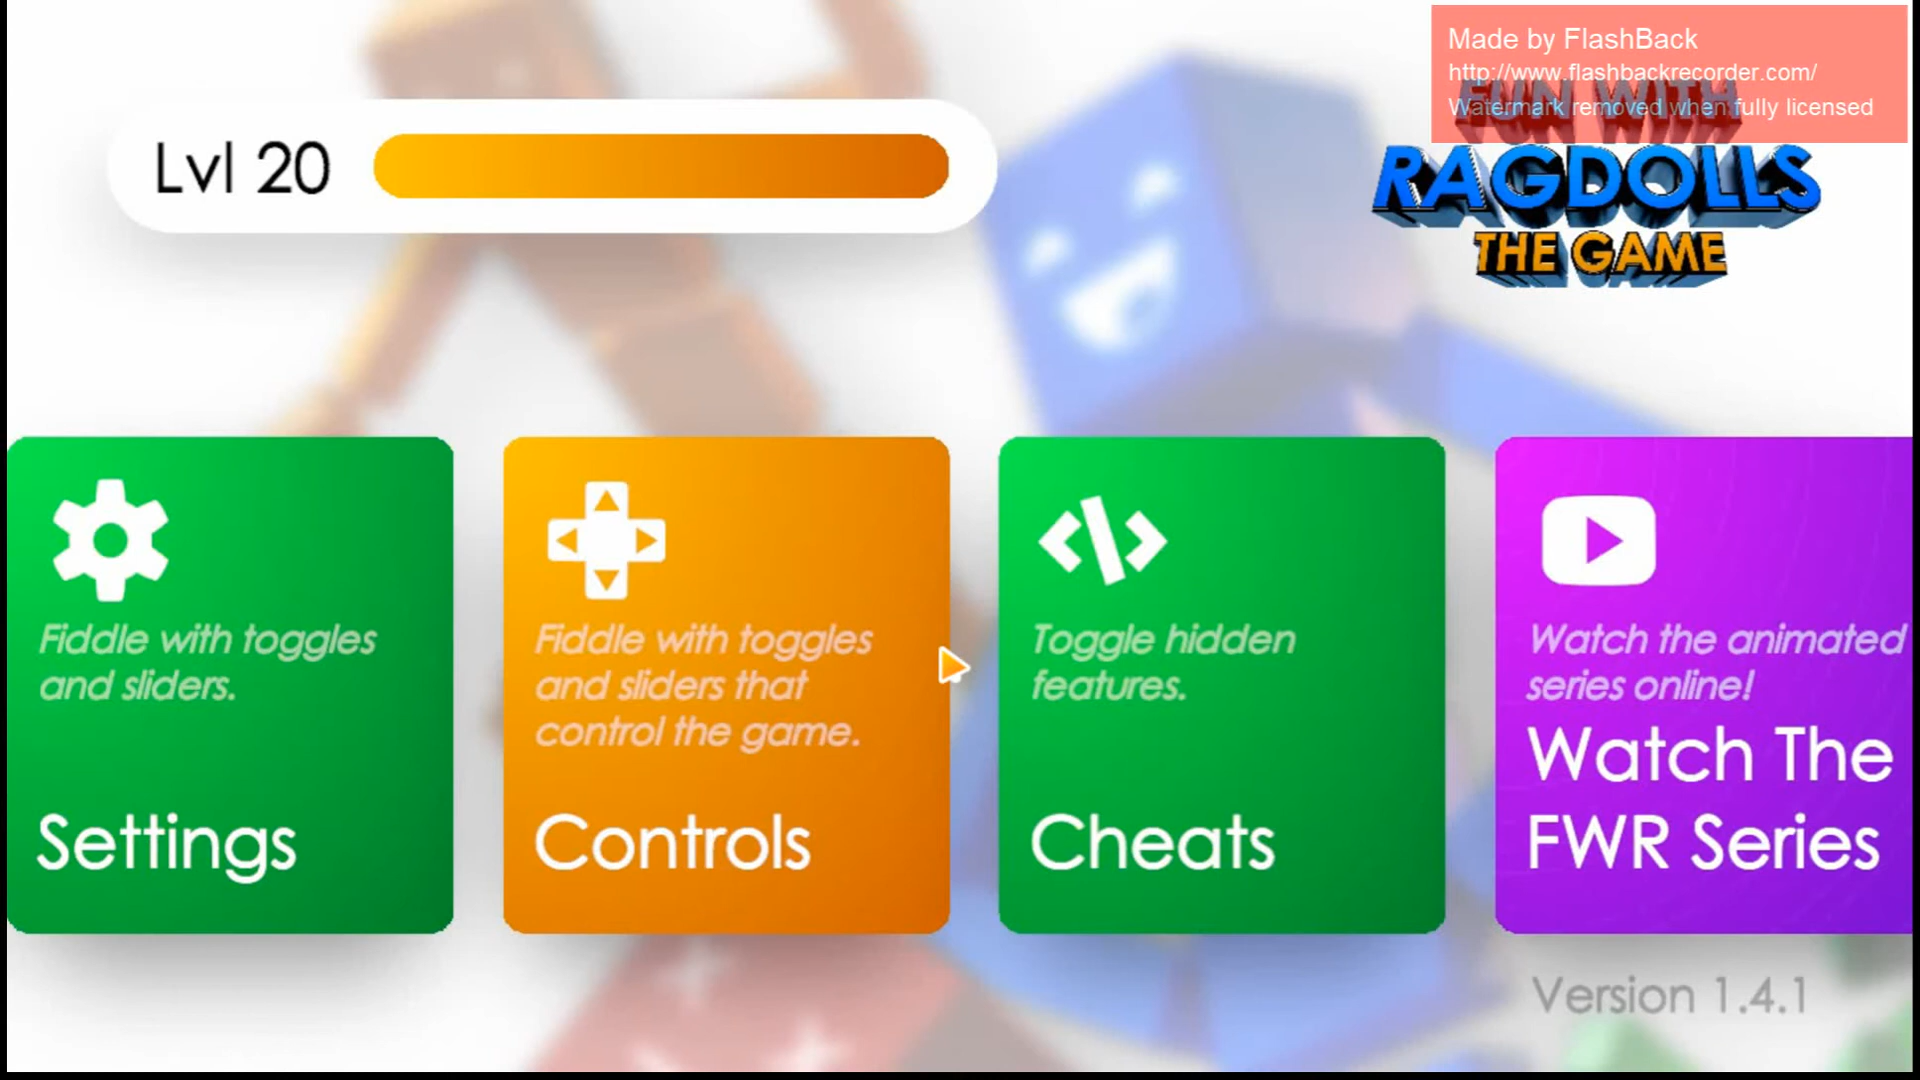 Made by FlashBack
http://www.flashbackrecorder.com/
Watermark removed when fully licensed
FUN WITH
RAGDOLLS
THE GAME
Lvl 20
Fiddle with toggles
and sliders.
Settings
Fiddle with toggles
and sliders that
control the game.
Controls
Toggle hidden
features.
Cheats
Watch the animated
series online!
Watch The
FWR Series
Version 1.4.1